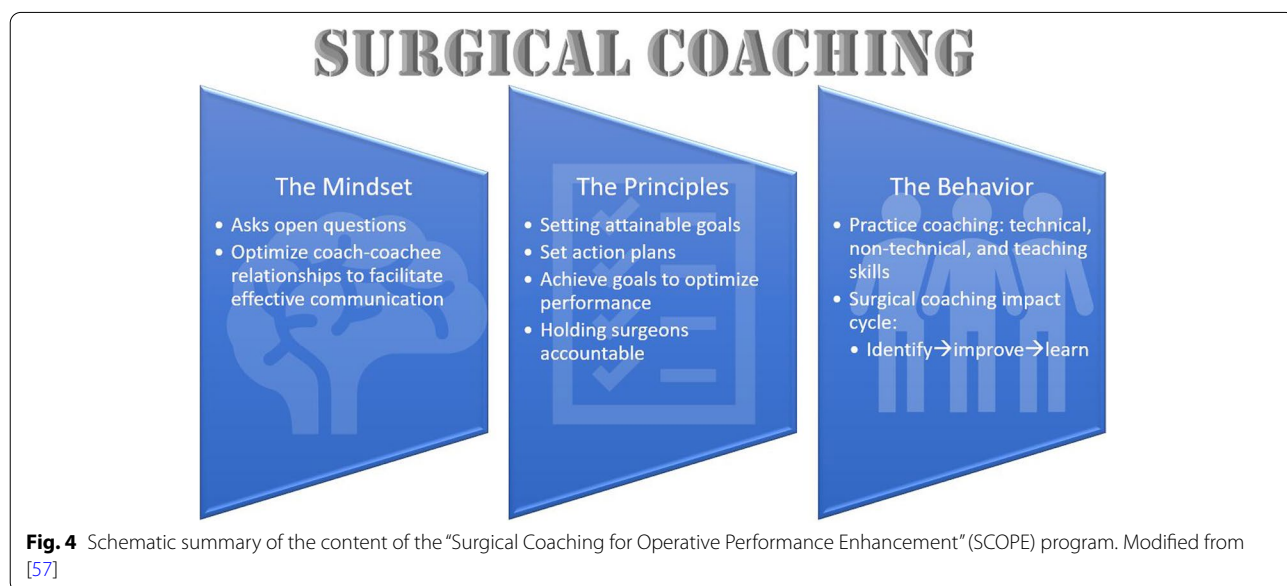 SURGICAL COACHING
The Mindset
• Asks open questions
• Optimize coach-coachee
relationships to facilitate
effective communication
The Principles
• Setting attainable goals
• Set action plans
• Achieve goals to optimize
performance
• Holding surgeons
accountable
The Behavior
• Practice coaching: technical,
non-technical, and teaching
skills
• Surgical coaching impact
cycle:
• Identify→improve→learn
Fig. 4 Schematic summary of the content of the “Surgical Coaching for Operative Performance Enhancement” (SCOPE) program. Modified from
[57]